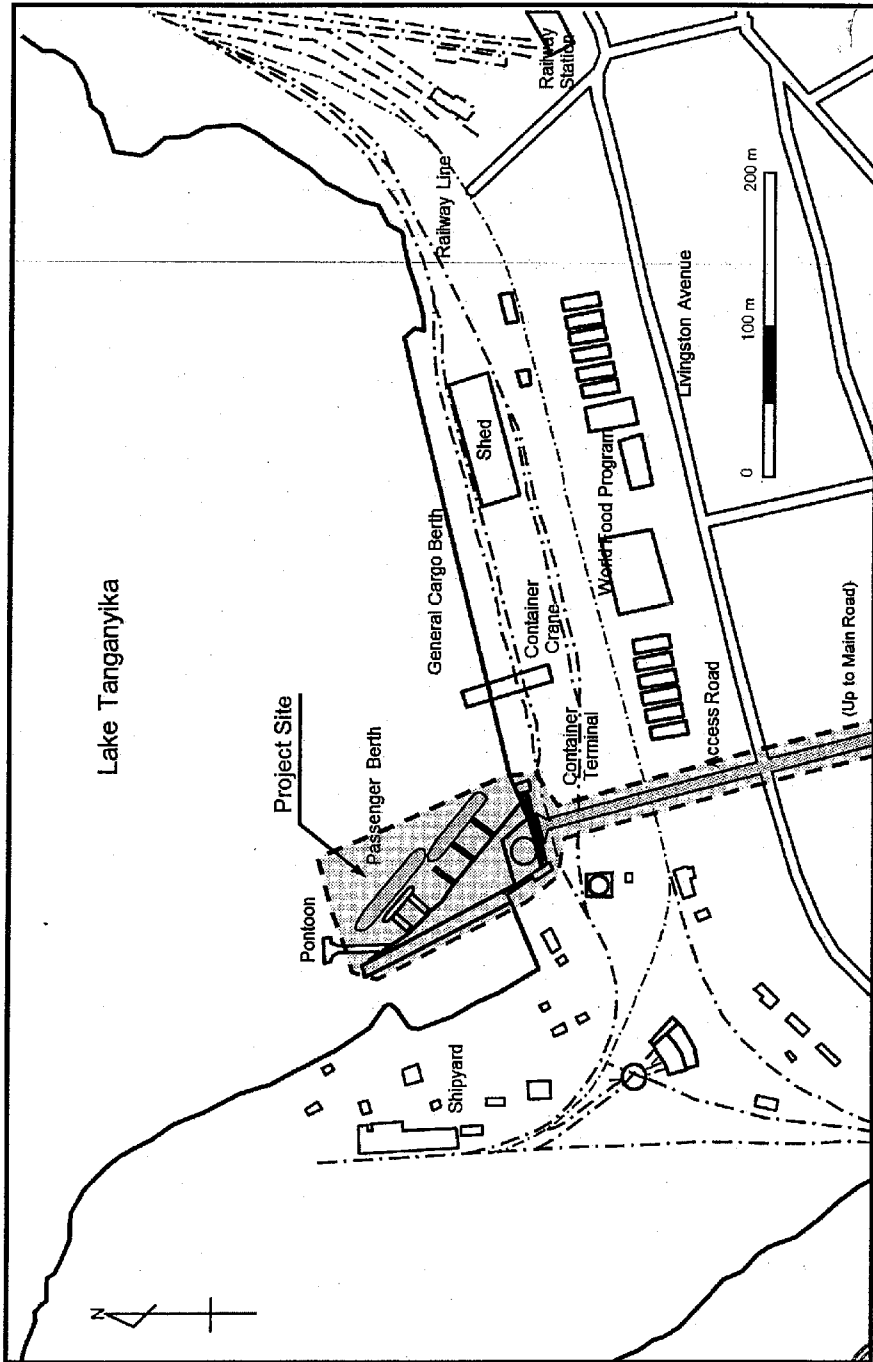 Lake Tanganyika
Project Site
Pontoon
Passenger Berth
General Cargo Berth
Container
Crane
Container
Terminal
Shed
Railway Line
Railway
Station
Shipyard
World Food Program
Access Road
Livingston Avenue
(Up to Main Road)
0
100 m
200 m
N